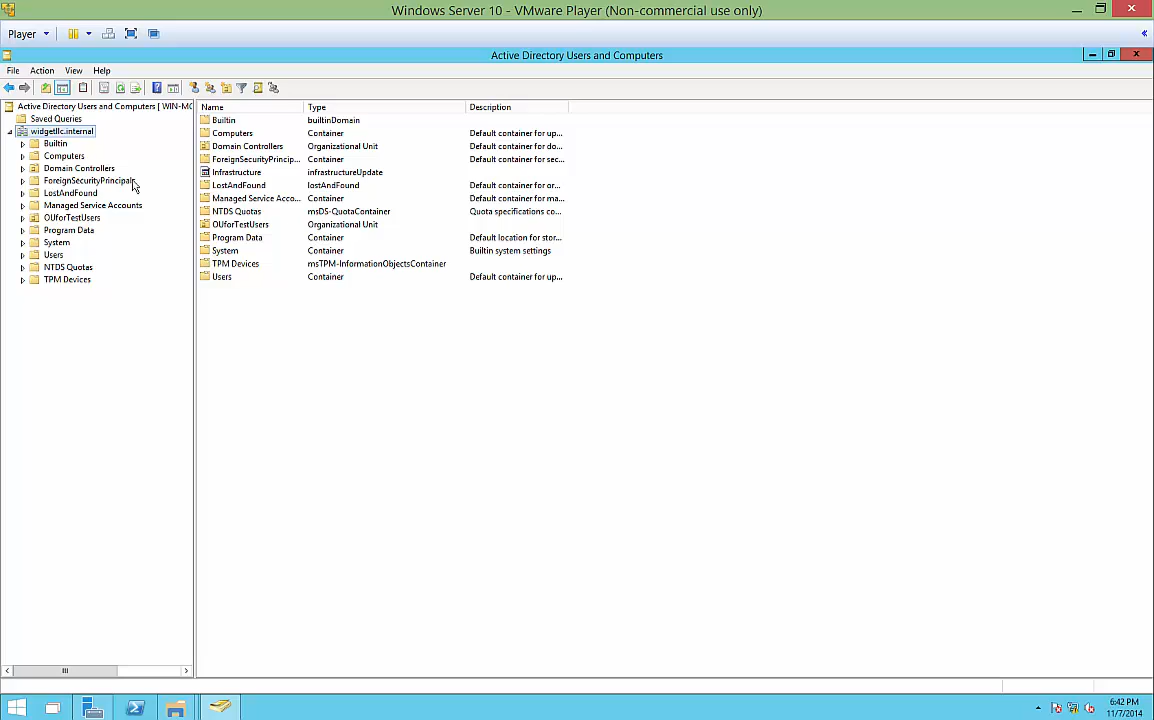 Windows Server 10 - VMware Player (Non-commercial use only)
Player
Active Directory Users and Computers
File Action View Help
Active Directory Users and Computers [ WIN-MC
Saved Queries
widgetllc.internal
Builtin
Computers
Domain Controllers
ForeignSecurityPrincipals
LostAndFound
Managed Service Accounts
OUforTestUsers
Program Data
System
Users
NTDS Quotas
TPM Devices
Name Type Description
Builtin builtinDomain
Computers Container Default container for up...
Domain Controllers Organizational Unit Default container for do...
ForeignSecurityPrincip... Container Default container for sec...
Infrastructure infrastructureUpdate
LostAndFound lostAndFound Default container for or...
Managed Service Acco... Container Default container for ma...
NTDS Quotas msDS-QuotaContainer Quota specifications co...
OUforTestUsers Organizational Unit
Program Data Container Default location for stor...
System Container Builtin system settings
TPM Devices msTPM-InformationObjectsContainer
Users Container Default container for up...
6:42 PM
11/7/2014